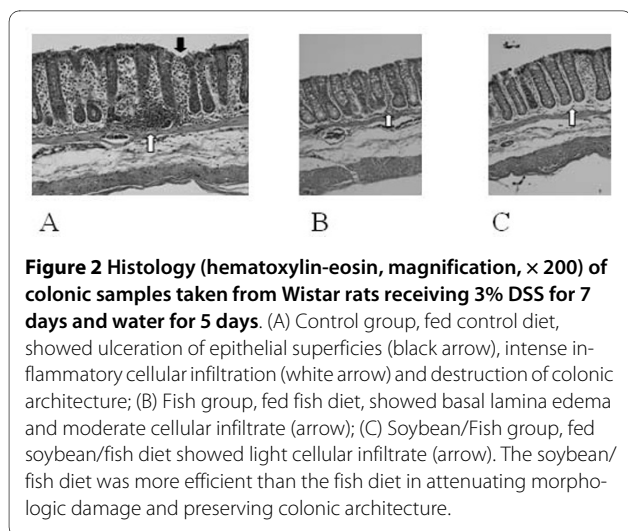 A B C
Figure 2 Histology (hematoxylin-eosin, magnification, × 200) of
colonic samples taken from Wistar rats receiving 3% DSS for 7
days and water for 5 days. (A) Control group, fed control diet,
showed ulceration of epithelial superficies (black arrow), intense in-
flammatory cellular infiltration (white arrow) and destruction of colonic
architecture; (B) Fish group, fed fish diet, showed basal lamina edema
and moderate cellular infiltrate (arrow); (C) Soybean/Fish group, fed
soybean/fish diet showed light cellular infiltrate (arrow). The soybean/
fish diet was more efficient than the fish diet in attenuating morpho-
logic damage and preserving colonic architecture.